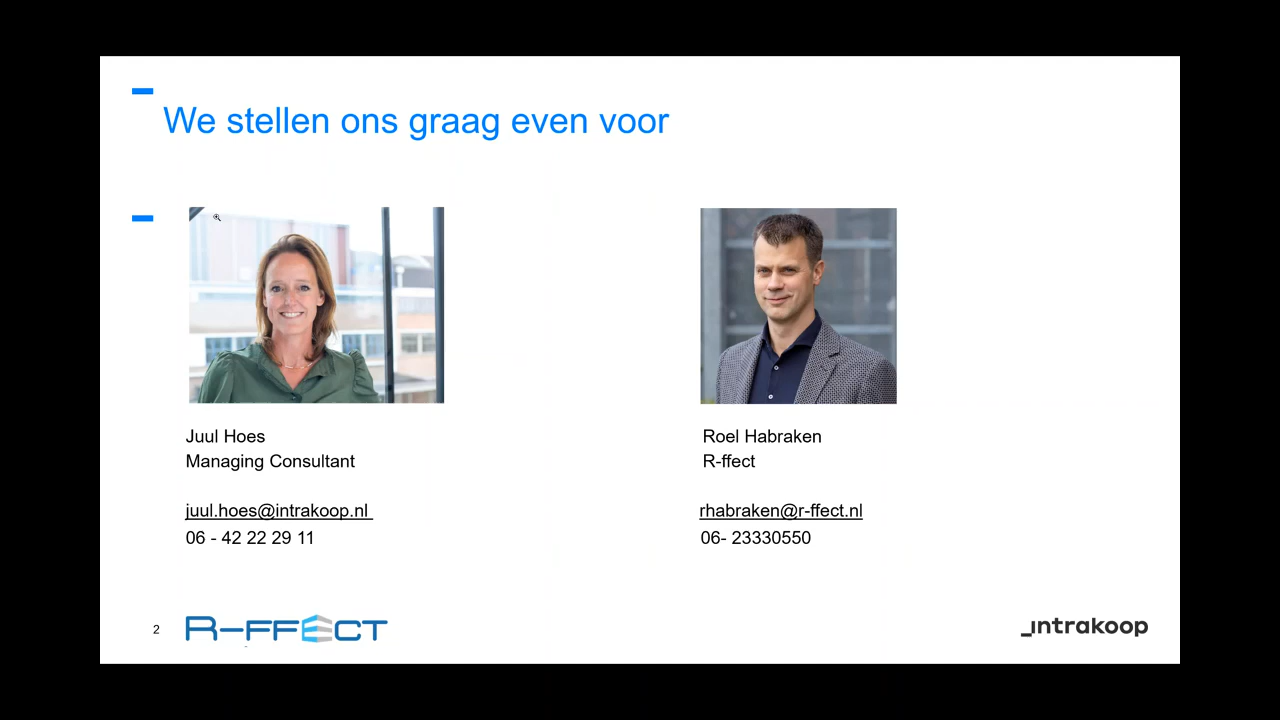 We stellen ons graag even voor
Juul Hoes
Managing Consultant
juul.hoes@intrakoop.nl
06 - 42 22 29 11
Roel Habraken
R-ffect
rhabraken@r-ffect.nl
06- 23330550
2
R-FFECT
_intrakoop